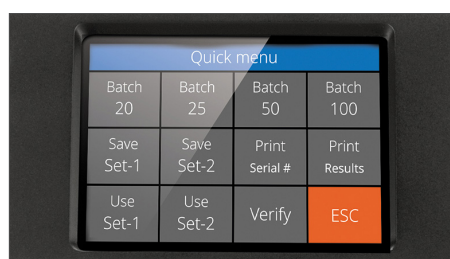 Quick menu
Batch Batch Batch Batch
20 25 50 100
Save Save Print Print
Set-1 Set-2 Serial # Results
Use Use Verify ESC
Set-1 Set-2